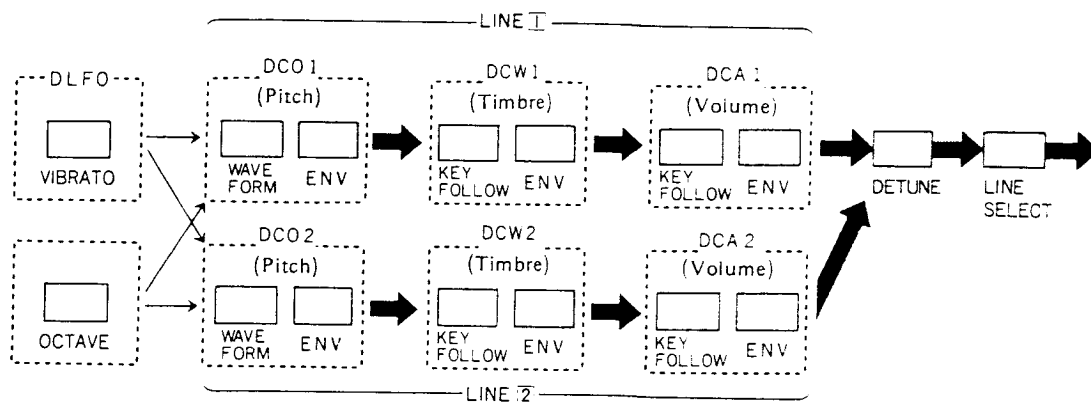 LINE 1
DLFO
VIBRATO
OCTAVE
DCO 1
(Pitch)
WAVE
FORM
ENV
DCW 1
(Timbre)
KEY
FOLLOW
ENV
DCA 1
(Volume)
KEY
FOLLOW
ENV
DETUNE
LINE
SELECT
DCO 2
(Pitch)
WAVE
FORM
ENV
DCW 2
(Timbre)
KEY
FOLLOW
ENV
DCA 2
(Volume)
KEY
FOLLOW
ENV
LINE 2